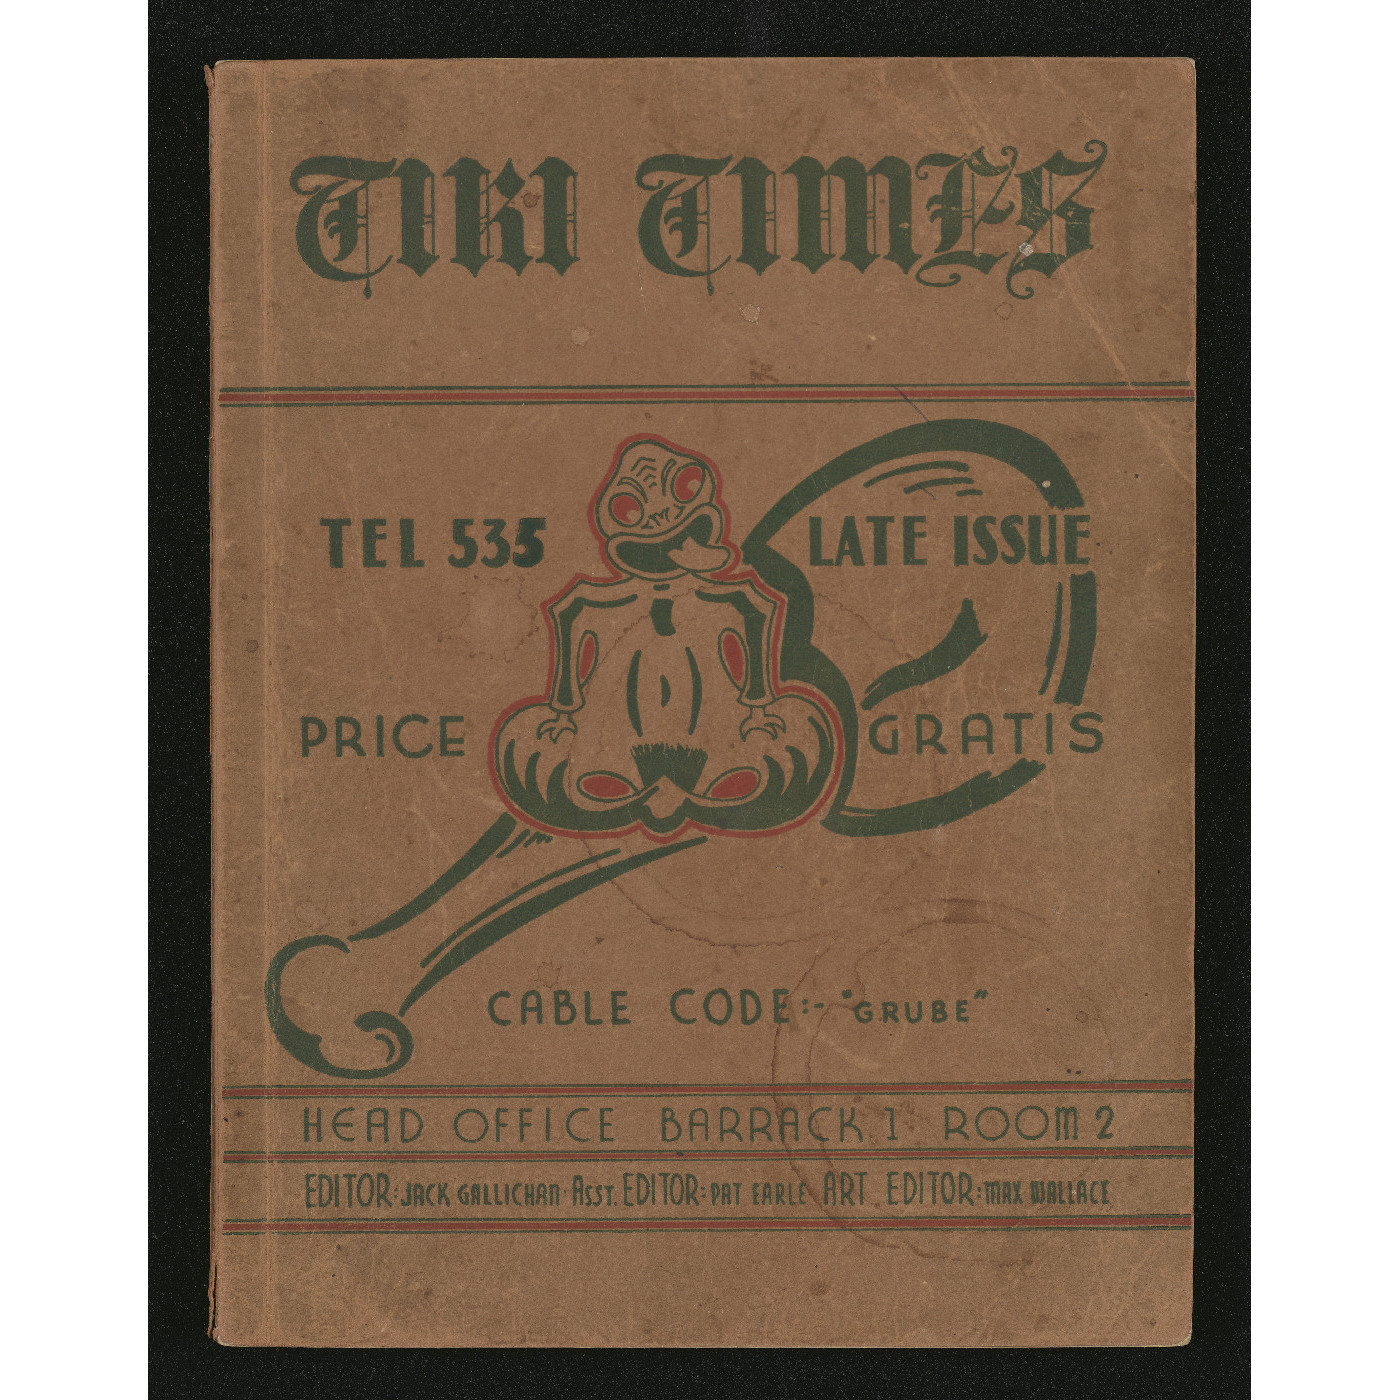 TIKI TIMES
TEL 535 LATE ISSUE
PRICE GRATIS
CABLE CODE:- "GRUBE"
HEAD OFFICE BARRACK 1 ROOM 2
EDITOR: JACK GALLICHAN ASST. EDITOR: PAT EARLE ART EDITOR: MAX WALLACE